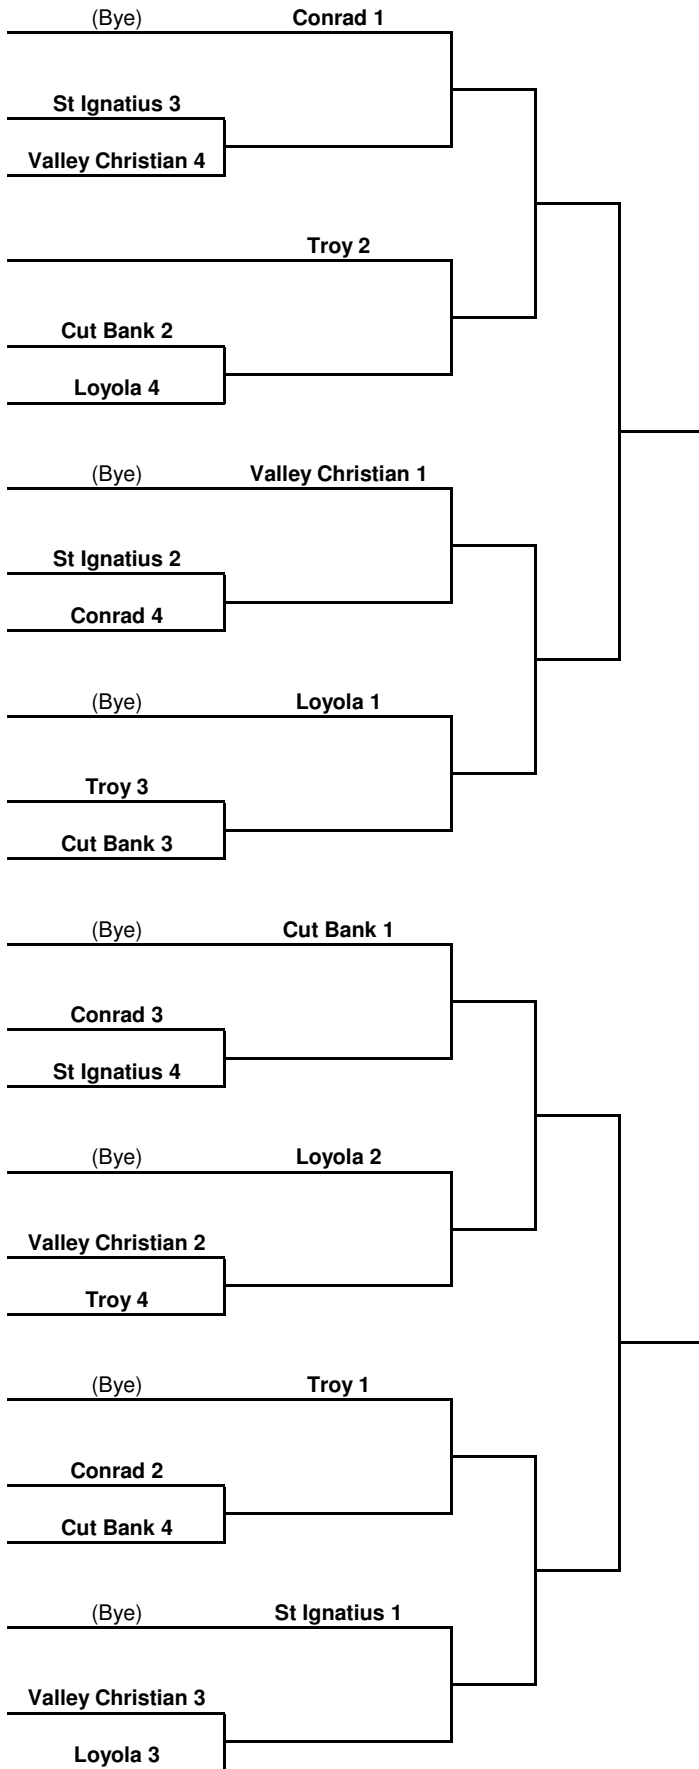 (Bye) Conrad 1
St Ignatius 3
Valley Christian 4
Troy 2
Cut Bank 2
Loyola 4
(Bye) Valley Christian 1
St Ignatius 2
Conrad 4
(Bye) Loyola 1
Troy 3
Cut Bank 3
(Bye) Cut Bank 1
Conrad 3
St Ignatius 4
(Bye) Loyola 2
Valley Christian 2
Troy 4
(Bye) Troy 1
Conrad 2
Cut Bank 4
(Bye) St Ignatius 1
Valley Christian 3
Loyola 3